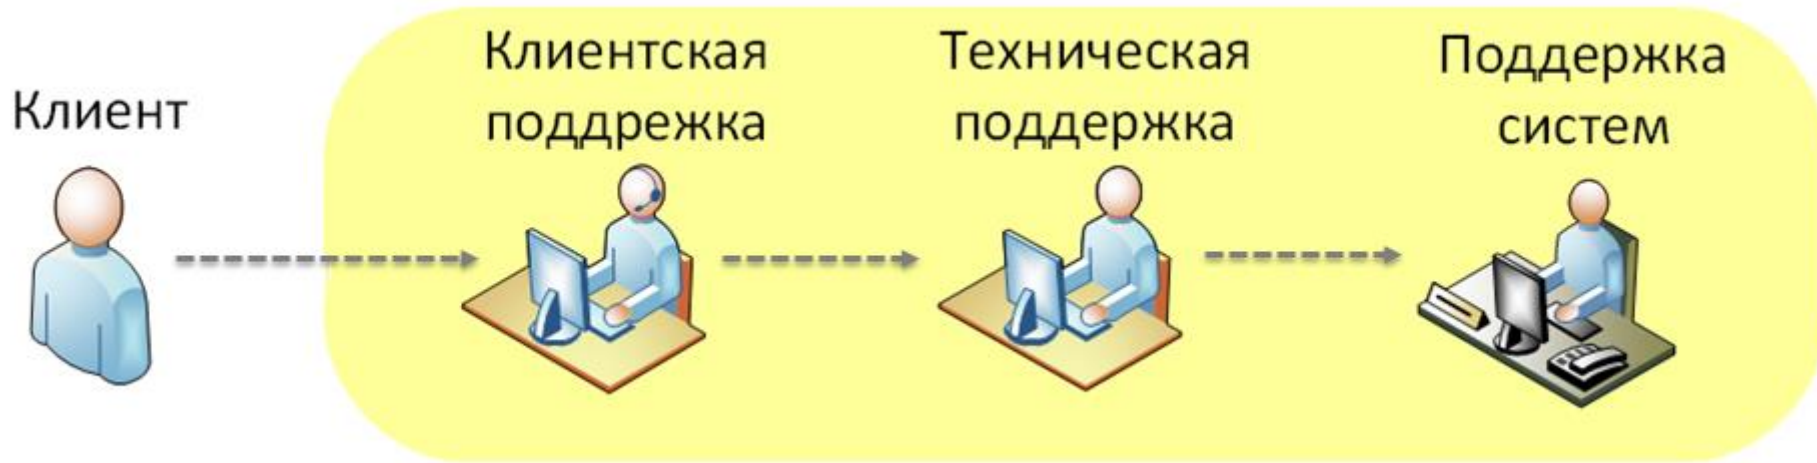 Клиент
Клиентская
поддрежка
Техническая
поддержка
Поддержка
систем